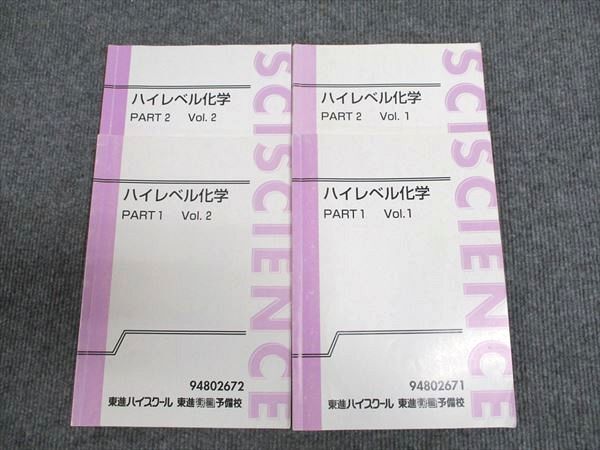 ハイレベル化学
PART 2 Vol. 2
SCI
ハイレベル化学
PART 2 Vol. 1
SCI
ハイレベル化学
PART 1 Vol. 2
SCIENCE
94802672
東進ハイスクール 東進衛星予備校
ハイレベル化学
PART 1 Vol. 1
SCIENCE
94802671
東進ハイスクール 東進衛星予備校